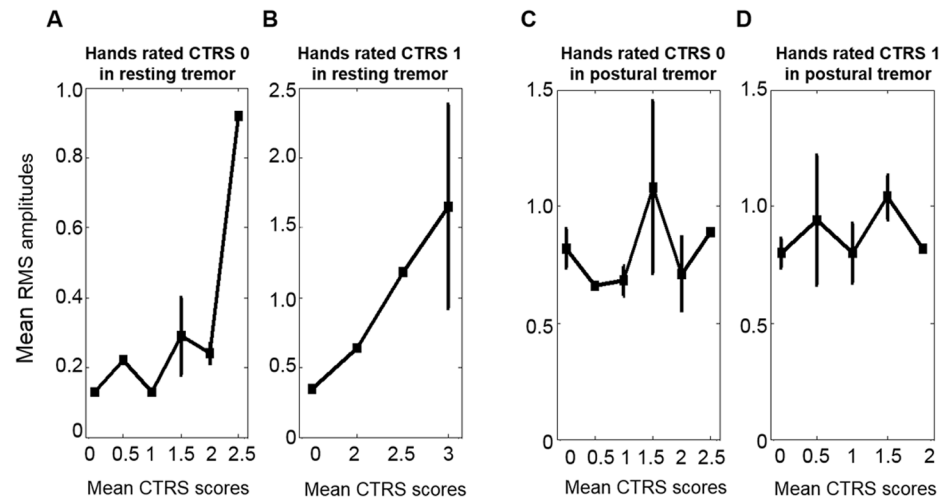 A
Hands rated CTRS 0
in resting tremor
B
Hands rated CTRS 1
in resting tremor
C
Hands rated CTRS 0
in postural tremor
D
Hands rated CTRS 1
in postural tremor
Mean RMS amplitudes
1.0
0.8
0.6
0.4
0.2
0
0 0.5 1 1.5 2 2.5
Mean CTRS scores
2.5
2.0
1.5
1.0
0.5
0
0 2 2.5 3
Mean CTRS scores
1.5
1.0
0.5
0
0 0.5 1 1.5 2 2.5
Mean CTRS scores
1.5
1.0
0.5
0
0 0.5 1 1.5 2
Mean CTRS scores